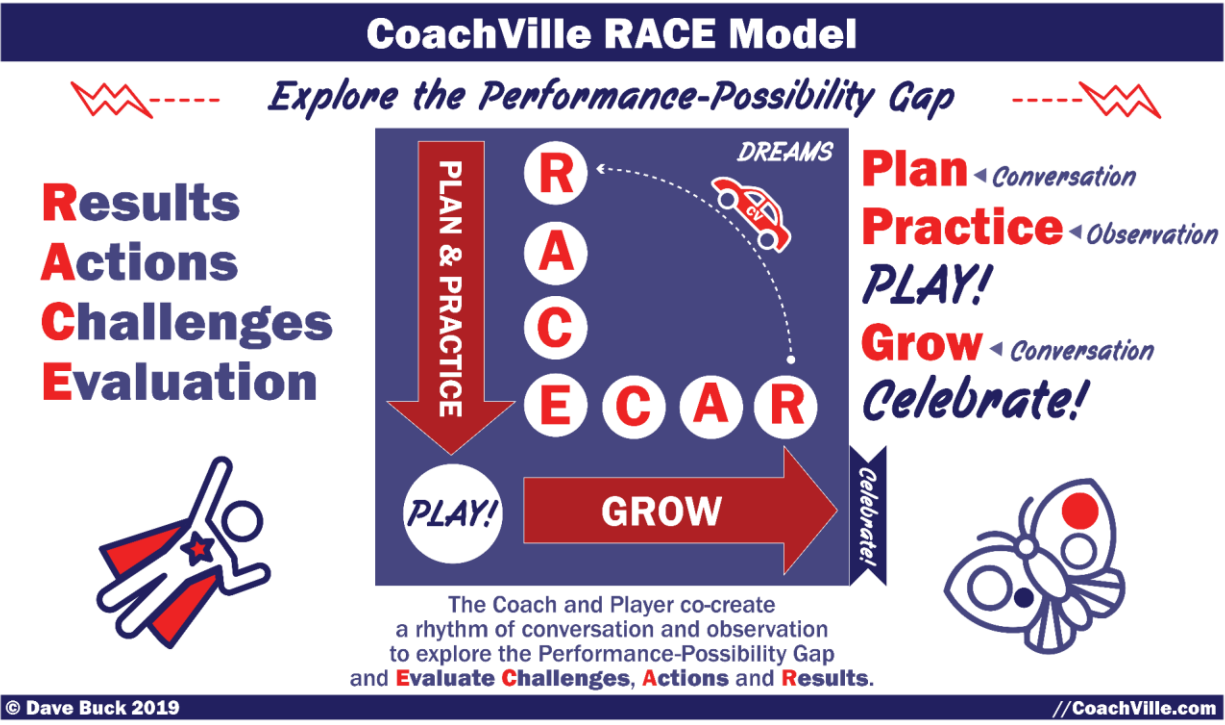 CoachVille RACE Model
Explore the Performance-Possibility Gap
Results
Actions
Challenges
Evaluation
PLAN & PRACTICE
DREAMS
CV
R
A
C
E C A R
PLAY!
GROW
Celebrate!
Plan Conversation
Practice Observation
PLAY!
Grow Conversation
Celebrate!
The Coach and Player co-create
a rhythm of conversation and observation
to explore the Performance-Possibility Gap
and Evaluate Challenges, Actions and Results.
© Dave Buck 2019
//CoachVille.com